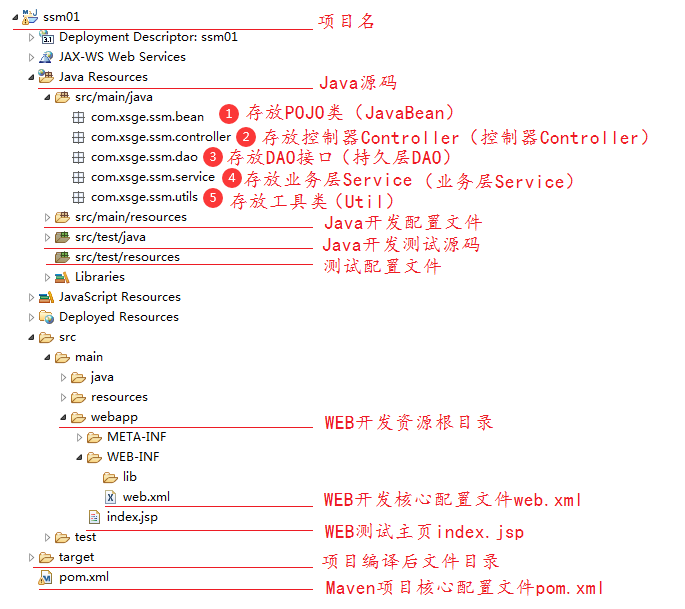 ssm01 项目名
Deployment Descriptor: ssm01
JAX-WS Web Services
Java Resources Java源码
src/main/java
com.xsge.ssm.bean 1 存放POJO类（JavaBean）
com.xsge.ssm.controller 2 存放控制器Controller（控制器Controller）
com.xsge.ssm.dao 3 存放DAO接口（持久层DAO）
com.xsge.ssm.service 4 存放业务层Service（业务层Service）
com.xsge.ssm.utils 5 存放工具类（Util）
src/main/resources Java开发配置文件
src/test/java Java开发测试源码
src/test/resources 测试配置文件
Libraries
JavaScript Resources
Deployed Resources
src
main
java
resources
webapp WEB开发资源根目录
META-INF
WEB-INF
lib
web.xml WEB开发核心配置文件web.xml
index.jsp WEB测试主页index.jsp
test
target 项目编译后文件目录
pom.xml Maven项目核心配置文件pom.xml